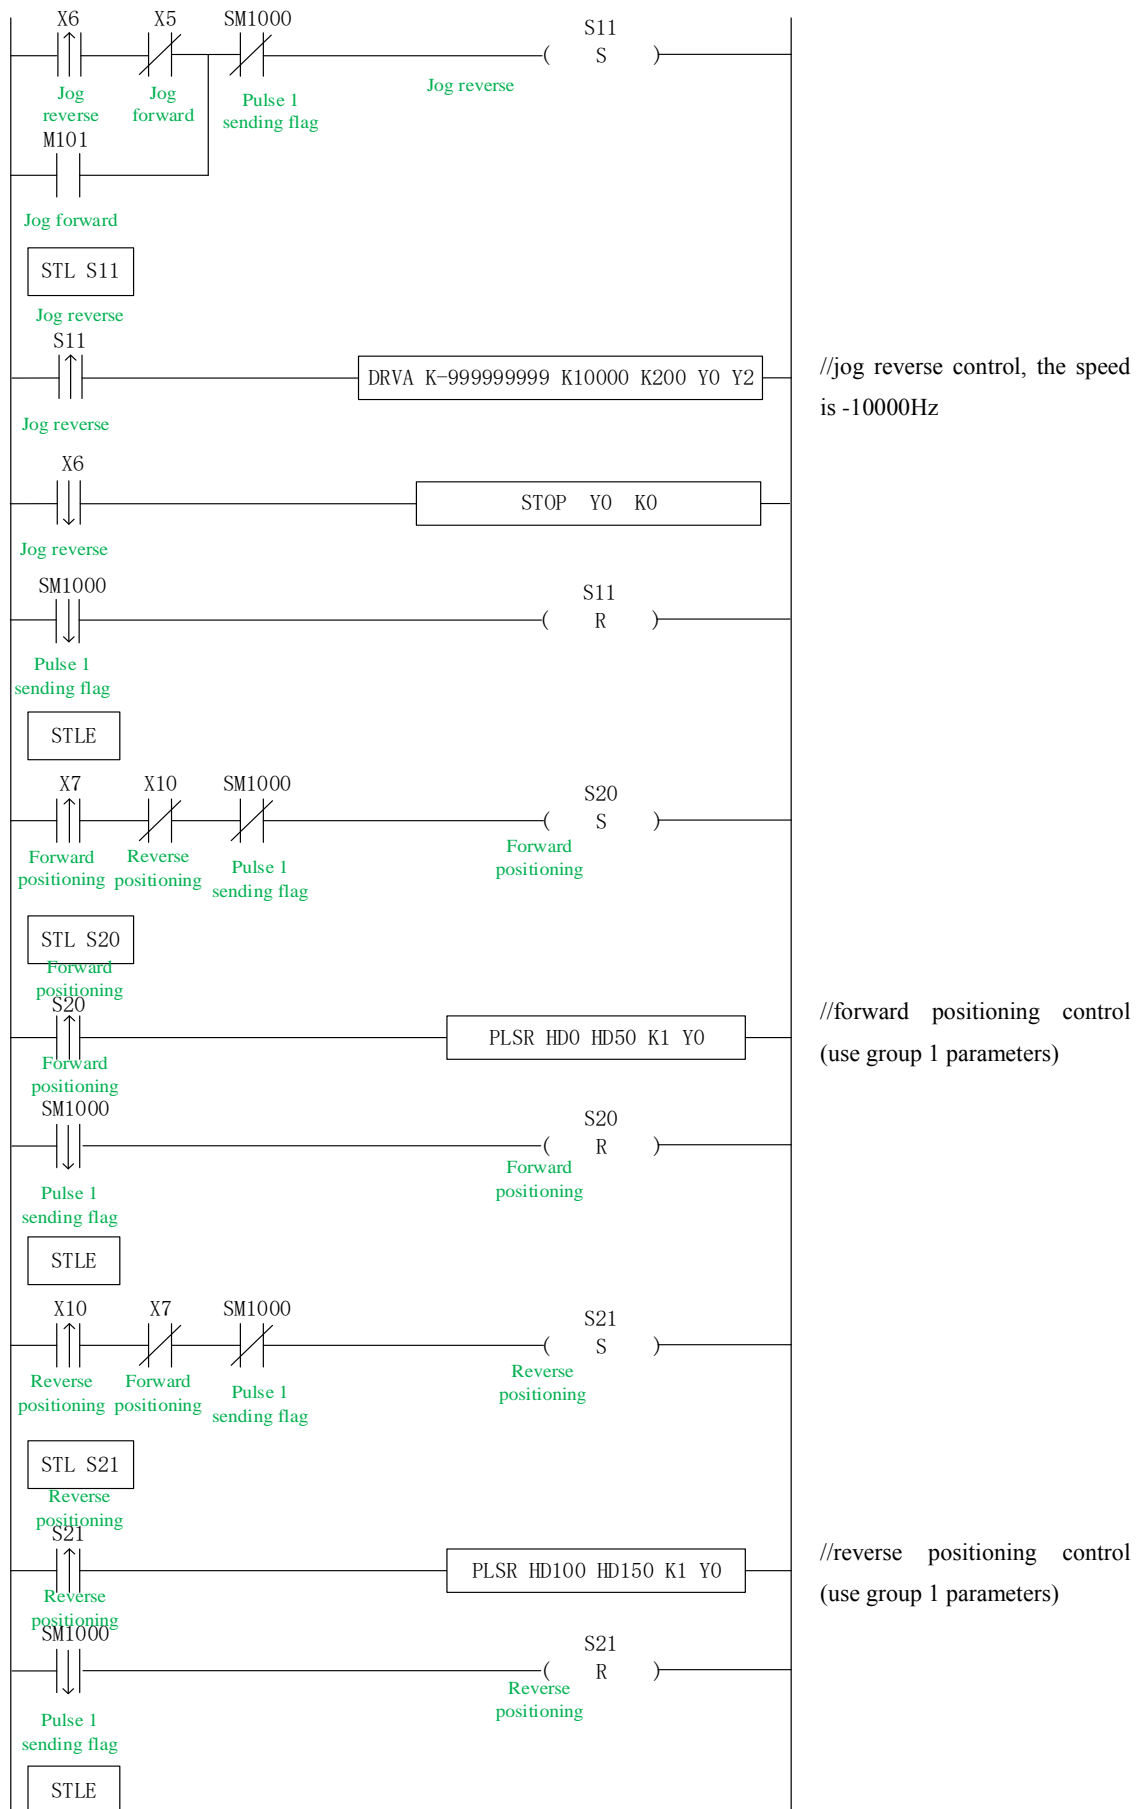 X6 X5 SM1000 S11
( S )
Jog reverse
Jog Jog Pulse 1
reverse forward sending flag
M101
Jog forward
STL S11
Jog reverse
S11
DRVA K-999999999 K10000 K200 Y0 Y2
//jog reverse control, the speed
is -10000Hz
Jog reverse
X6
STOP Y0 K0
Jog reverse
SM1000 S11
( R )
Pulse 1
sending flag
STLE
X7 X10 SM1000 S20
( S )
Forward Reverse Pulse 1 Forward
positioning positioning sending flag positioning
STL S20
Forward
positioning
S20
PLSR HD0 HD50 K1 Y0
//forward positioning control
(use group 1 parameters)
Forward
positioning
SM1000 S20
( R )
Forward
positioning
Pulse 1
sending flag
STLE
X10 X7 SM1000 S21
( S )
Reverse Forward Pulse 1 Reverse
positioning positioning sending flag positioning
STL S21
Reverse
positioning
S21
PLSR HD100 HD150 K1 Y0
//reverse positioning control
(use group 1 parameters)
Reverse
positioning
SM1000 S21
( R )
Reverse
positioning
Pulse 1
sending flag
STLE